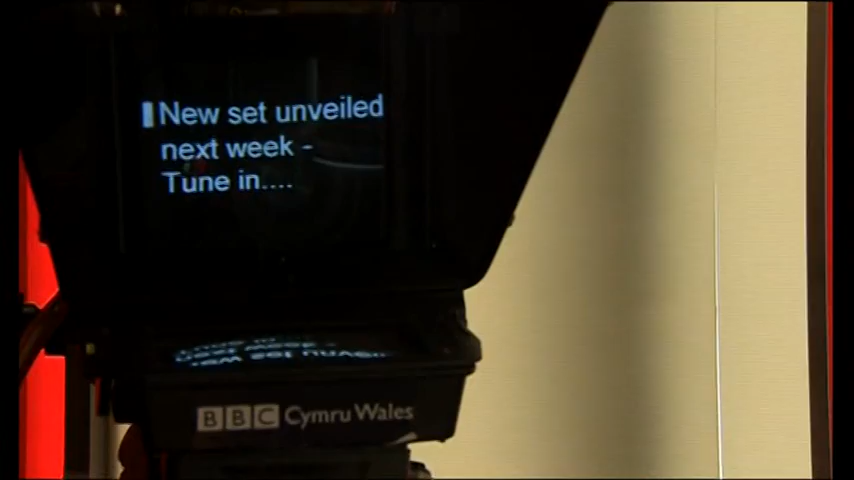 New set unveiled
next week -
Tune in....
BBC Cymru Wales